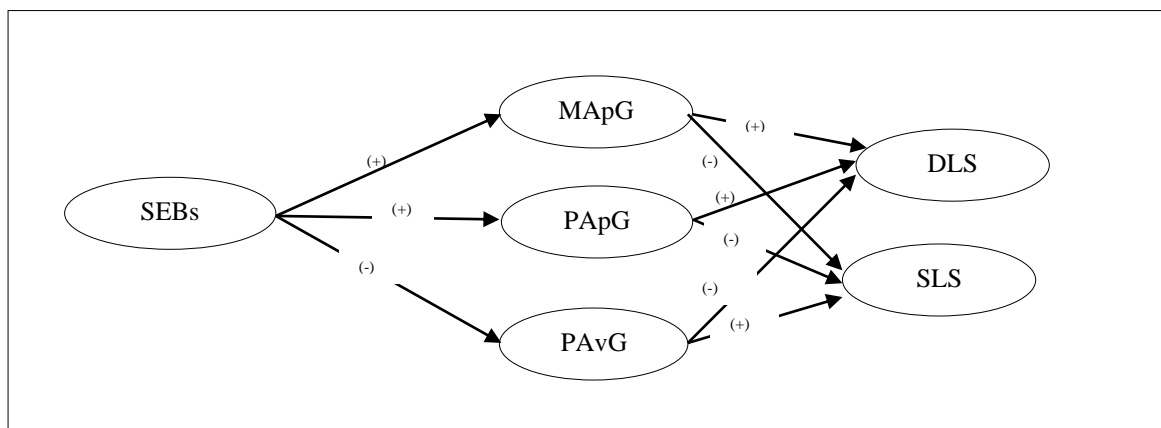 MApG
(+)
(+)
(-)
DLS
SEBs
(+)
PApG
(+)
(-)
(-)
SLS
(-)
(+)
PAvG